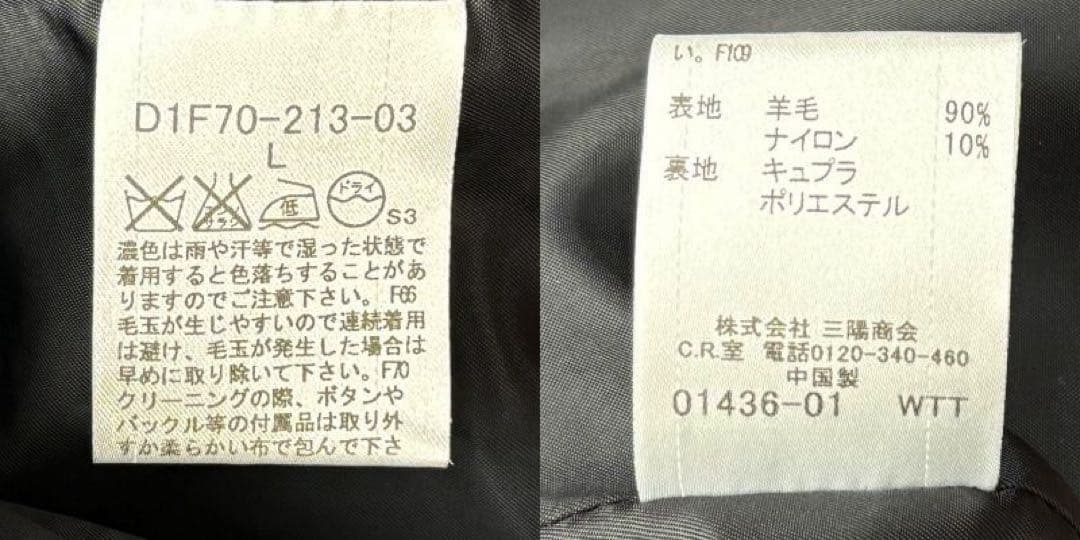 D1F70-213-03
L
エンソ サラシ
低
ドライ
S3
濃色は雨や汗等で湿った状態で
着用すると色落ちすることがあ
りますのでご注意下さい。F66
毛玉が生じやすいので連続着用
は避け、毛玉が発生した場合は
早めに取り除いて下さい。F70
クリーニングの際、ボタンや
バックル等の付属品は取り外
すか柔らかい布で包んで下さ
い。F109
表地 羊毛 90%
ナイロン 10%
裏地 キュプラ
ポリエステル
株式会社 三陽商会
C.R.室 電話0120-340-460
中国製
01436-01 WTT